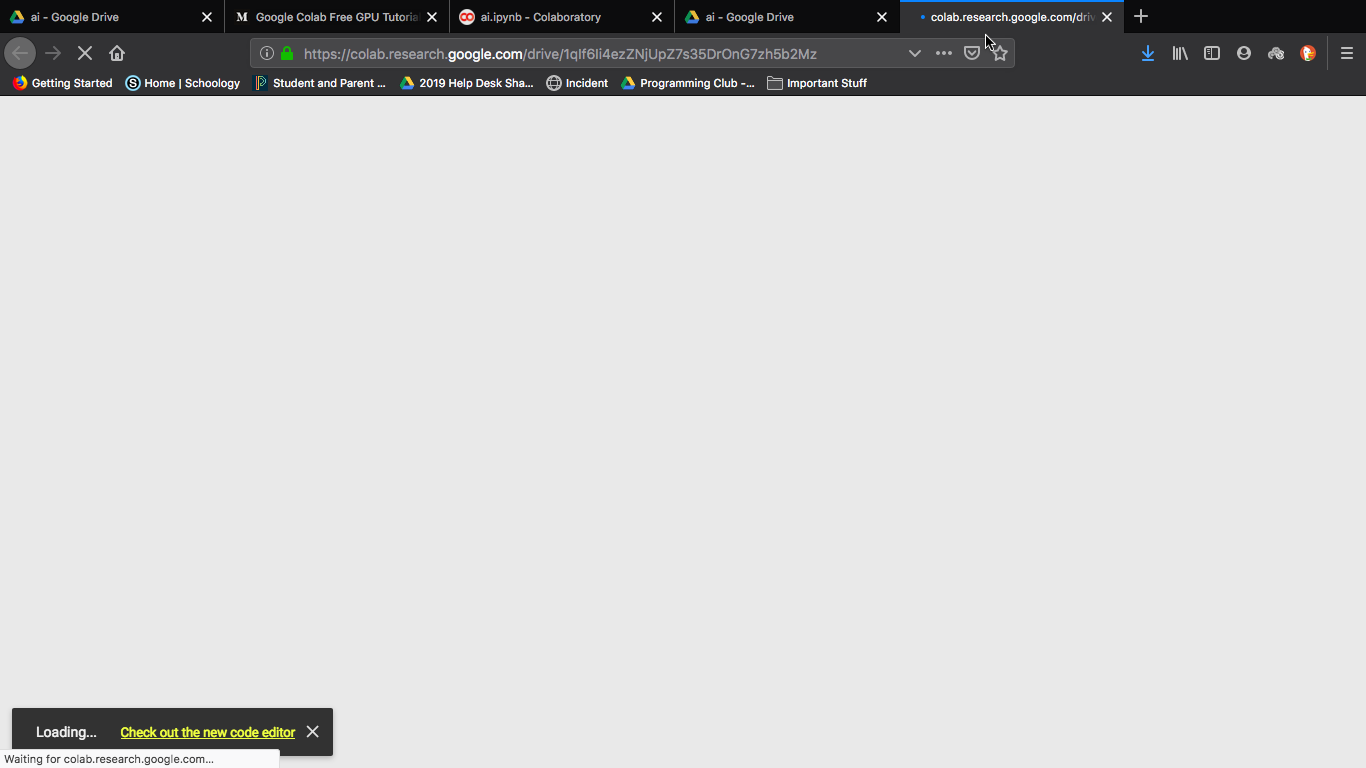 ai - Google Drive
M Google Colab Free GPU Tutoria
ai.ipynb - Colaboratory
ai - Google Drive
colab.research.google.com/driv
https://colab.research.google.com/drive/1qIf6Ii4ezZNjUpZ7s35DrOnG7zh5b2Mz
Getting Started
S Home | Schoology
P Student and Parent ...
2019 Help Desk Sha...
Incident
Programming Club -...
Important Stuff
Loading... Check out the new code editor
Waiting for colab.research.google.com...